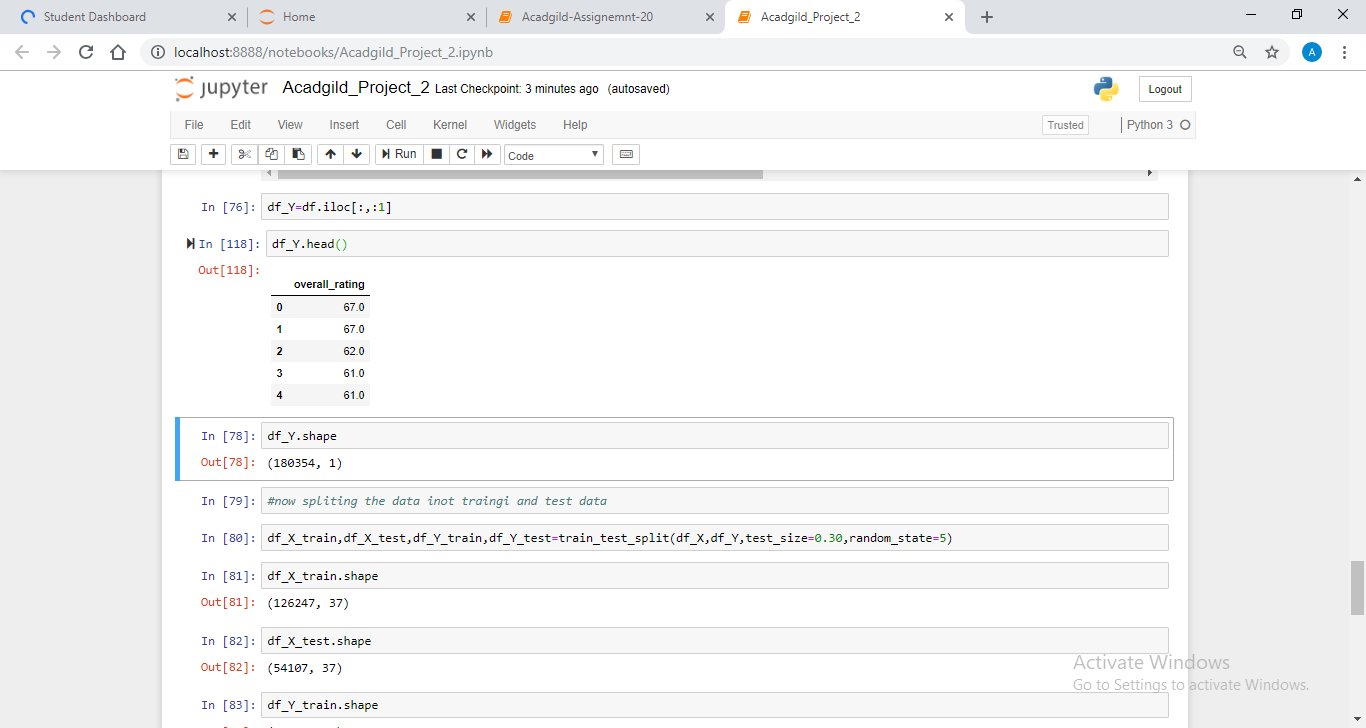 Student Dashboard
Home
Acadgild-Assignemnt-20
Acadgild_Project_2
localhost:8888/notebooks/Acadgild_Project_2.ipynb
A
jupyter Acadgild_Project_2 Last Checkpoint: 3 minutes ago (autosaved)
Logout
File Edit View Insert Cell Kernel Widgets Help
Trusted
Python 3
Run
Code
In [76]: df_Y=df.iloc[:,:1]
In [118]: df_Y.head()
Out[118]:
overall_rating
0 67.0
1 67.0
2 62.0
3 61.0
4 61.0
In [78]: df_Y.shape
Out[78]: (180354, 1)
In [79]: #now spliting the data inot traingi and test data
In [80]: df_X_train,df_X_test,df_Y_train,df_Y_test=train_test_split(df_X,df_Y,test_size=0.30,random_state=5)
In [81]: df_X_train.shape
Out[81]: (126247, 37)
In [82]: df_X_test.shape
Out[82]: (54107, 37)
In [83]: df_Y_train.shape
Activate Windows
Go to Settings to activate Windows.